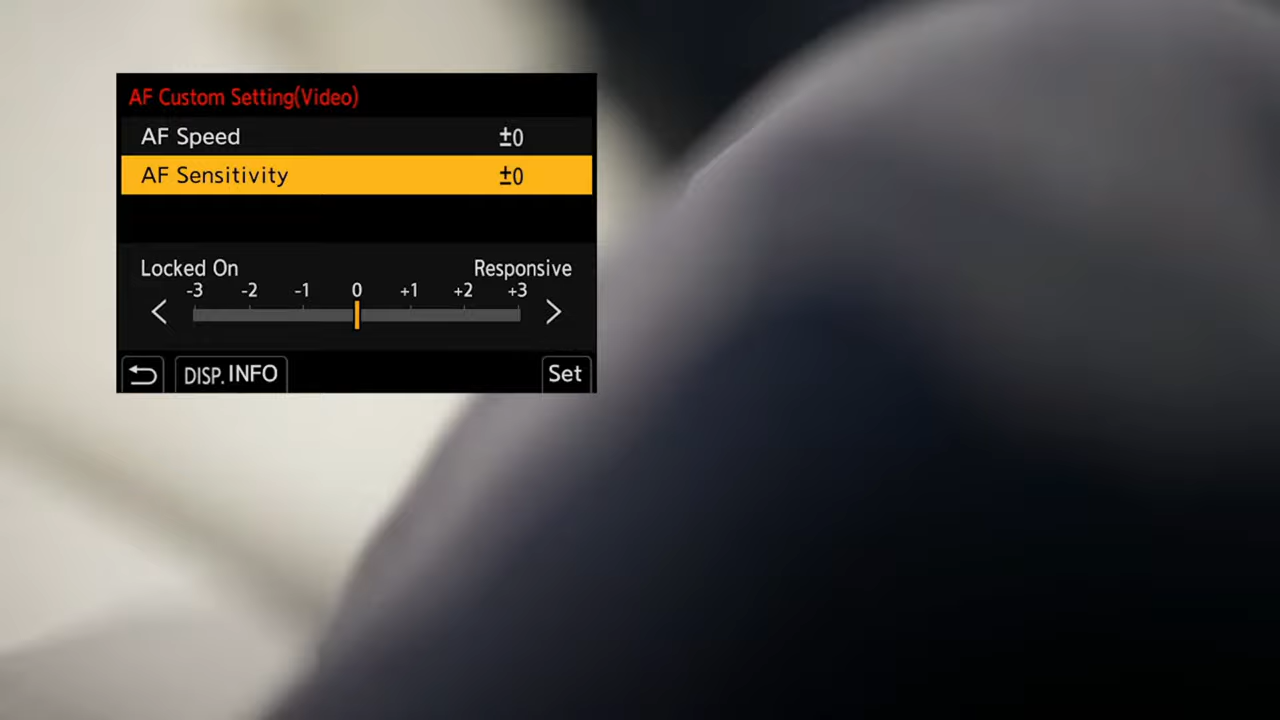 AF Custom Setting(Video)
AF Speed ±0
AF Sensitivity ±0
Locked On Responsive
-3 -2 -1 0 +1 +2 +3
DISP. INFO Set